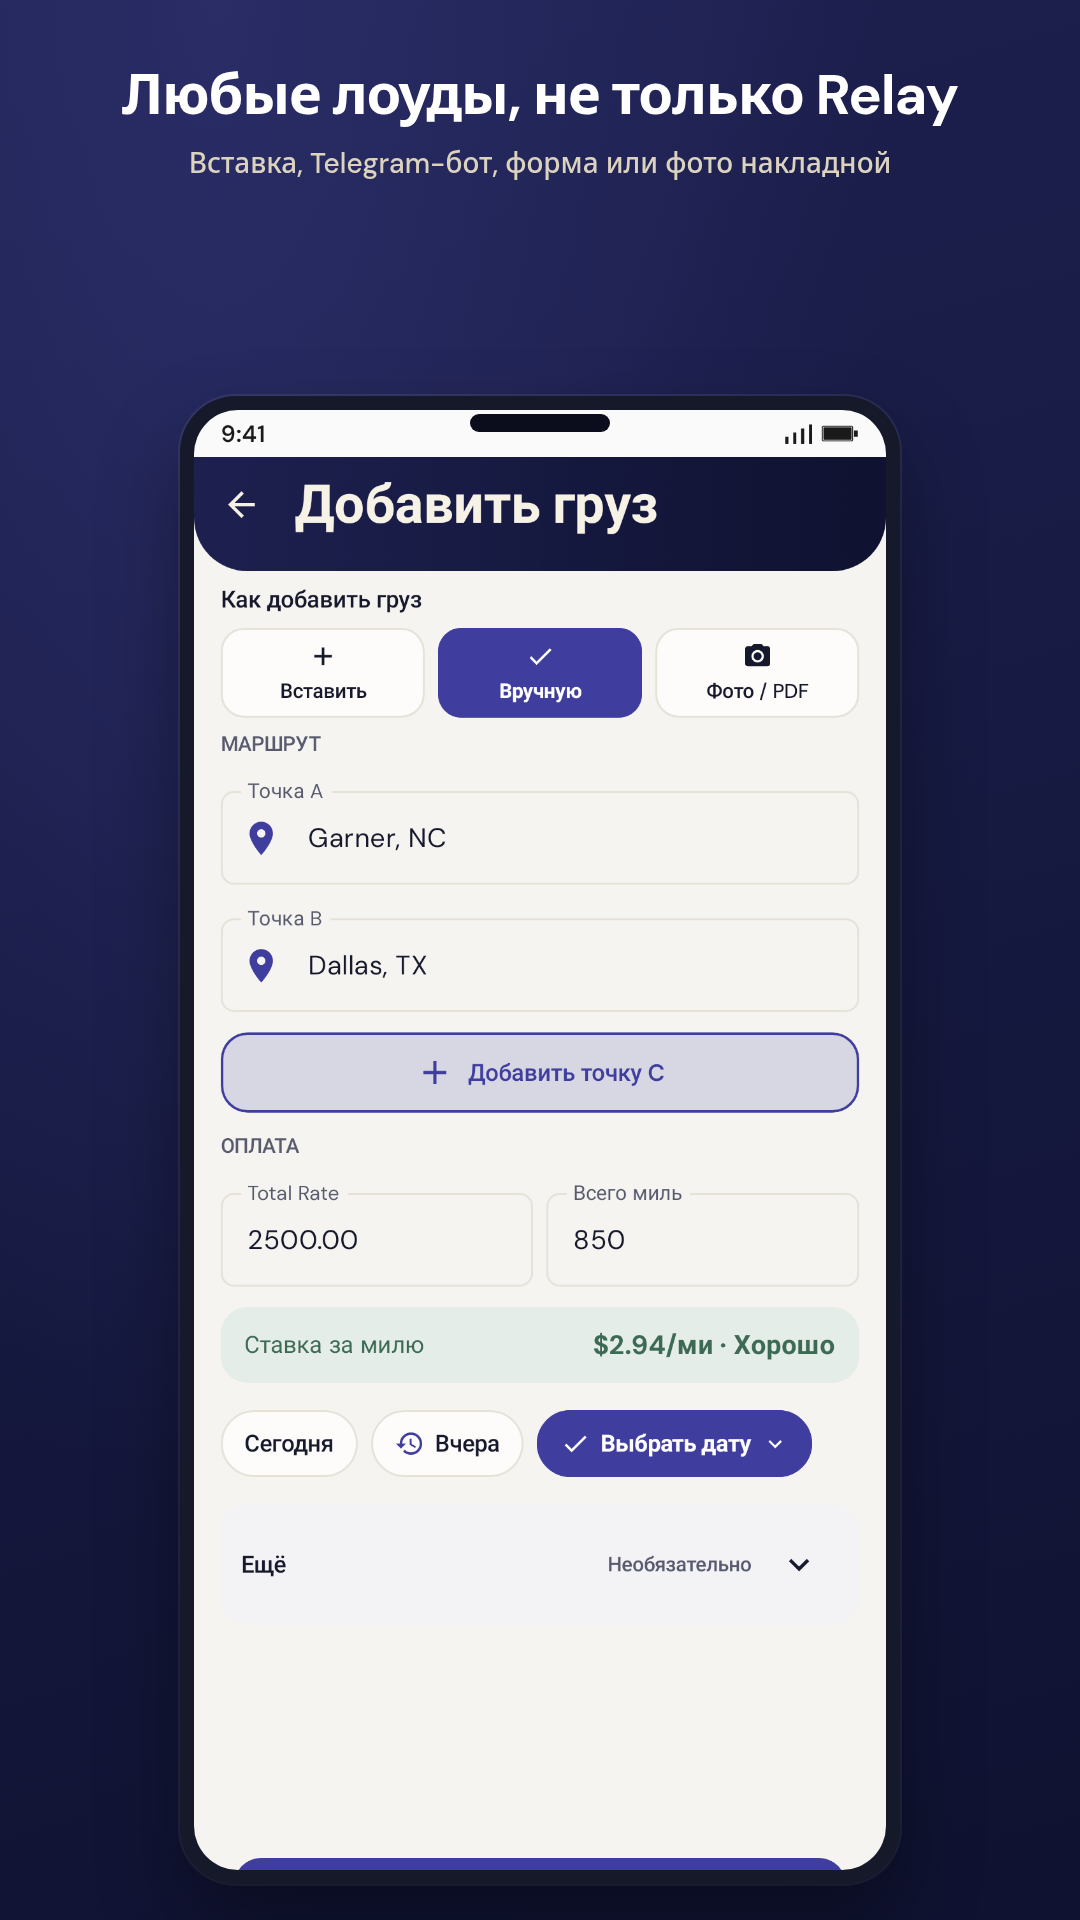 Любые лоуды, не только Relay
Вставка, Telegram-бот, форма или фото накладной
9:41
Добавить груз
Как добавить груз
Вставить
Вручную
Фото / PDF
МАРШРУТ
Точка A
Garner, NC
Точка B
Dallas, TX
Добавить точку C
ОПЛАТА
Total Rate
Всего миль
2500.00
850
Ставка за милю
$2.94/ми · Хорошо
Сегодня
Вчера
Выбрать дату
Ещё
Необязательно